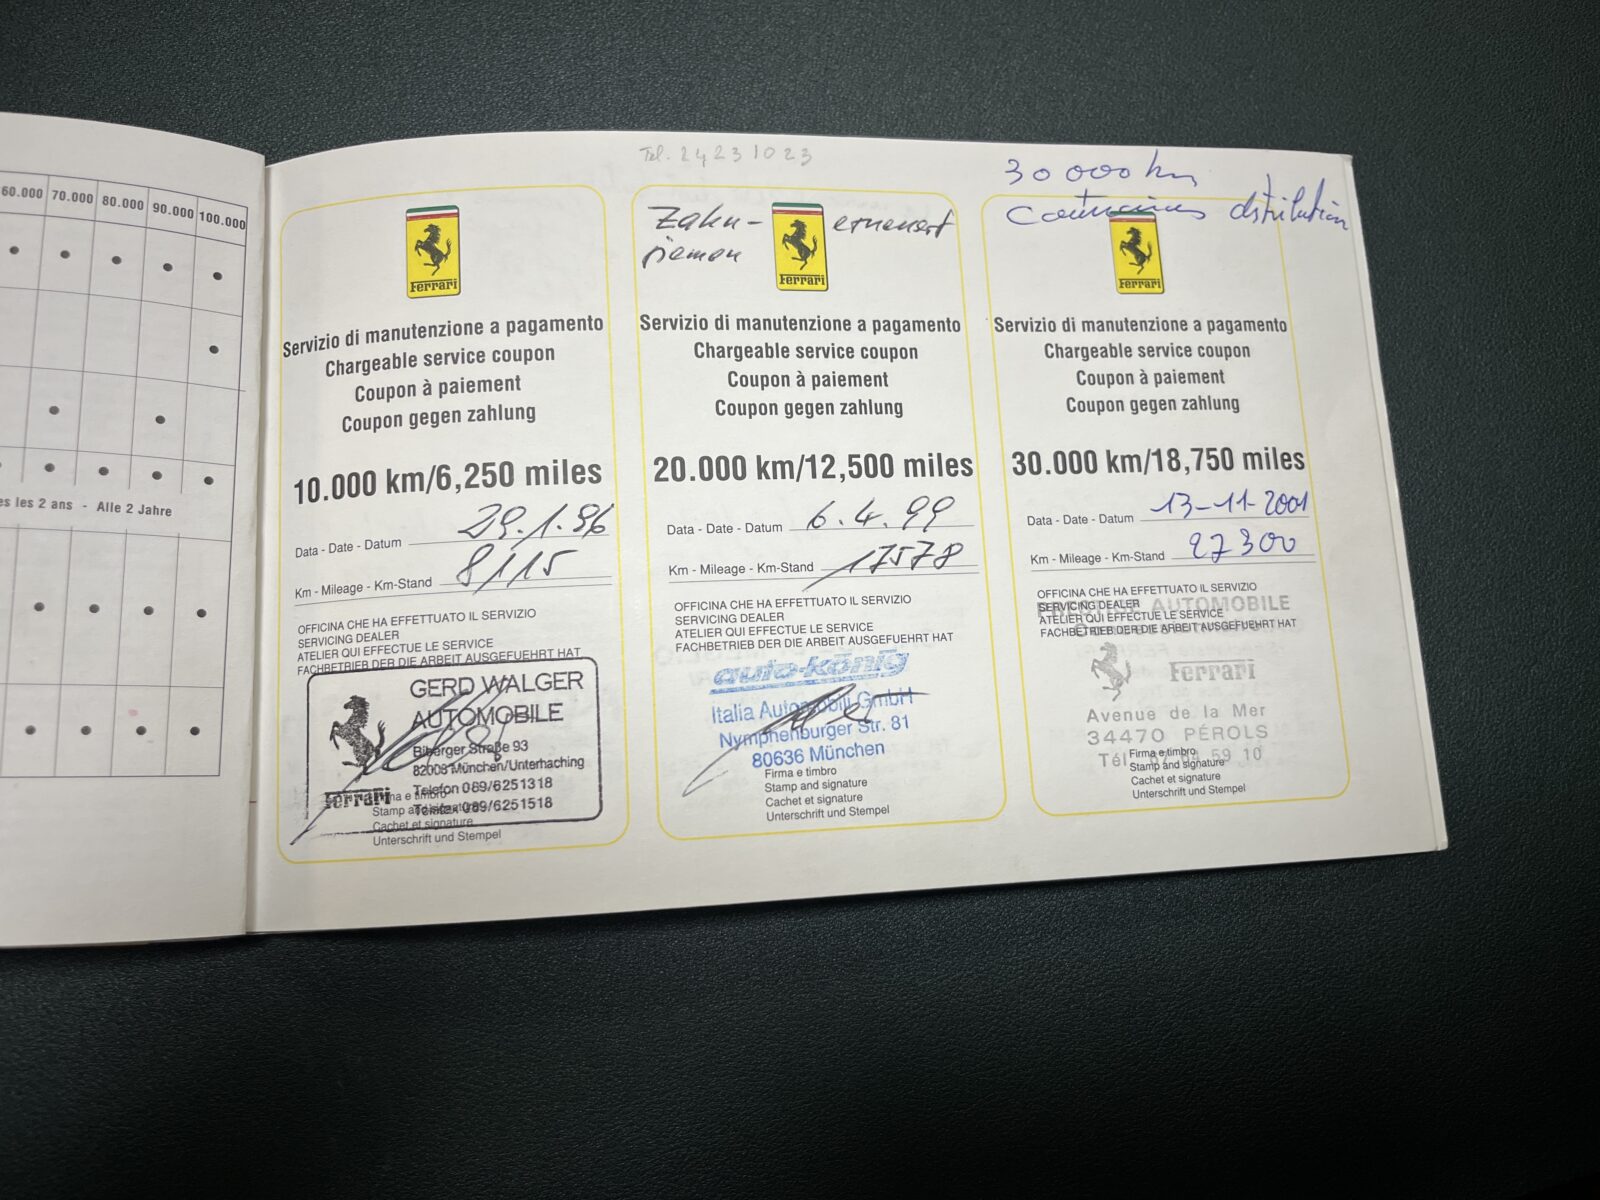 60.000 70.000 80.000 90.000 100.000
es les 2 ans - Alle 2 Jahre
Ferrari
Servizio di manutenzione a pagamento
Chargeable service coupon
Coupon à paiement
Coupon gegen zahlung
10.000 km/6,250 miles
Data - Date - Datum 29.1.96
Km - Mileage - Km-Stand 8115
OFFICINA CHE HA EFFETTUATO IL SERVIZIO
SERVICING DEALER
ATELIER QUI EFFECTUE LE SERVICE
FACHBETRIEB DER DIE ARBEIT AUSGEFUEHRT HAT
GERD WALGER
AUTOMOBILE
Biberger Straße 93
82008 München/Unterhaching
Telefon 089/6251318
Telefax 089/6251518
Ferrari
Firma e timbro
Stamp and signature
Cachet et signature
Unterschrift und Stempel
Tel. 24231023
Zahn- erneuert
riemen
Ferrari
Servizio di manutenzione a pagamento
Chargeable service coupon
Coupon à paiement
Coupon gegen zahlung
20.000 km/12,500 miles
Data - Date - Datum 6.4.99
Km - Mileage - Km-Stand 17578
OFFICINA CHE HA EFFETTUATO IL SERVIZIO
SERVICING DEALER
ATELIER QUI EFFECTUE LE SERVICE
FACHBETRIEB DER DIE ARBEIT AUSGEFUEHRT HAT
auto-könig
Italia Automobili GmbH
Nymphenburger Str. 81
80636 München
Firma e timbro
Stamp and signature
Cachet et signature
Unterschrift und Stempel
30 000 km
distribution
Ferrari
Servizio di manutenzione a pagamento
Chargeable service coupon
Coupon à paiement
Coupon gegen zahlung
30.000 km/18,750 miles
Data - Date - Datum 13-11-2001
Km - Mileage - Km-Stand 27300
OFFICINA CHE HA EFFETTUATO IL SERVIZIO
SERVICING DEALER
ATELIER QUI EFFECTUE LE SERVICE
FACHBETRIEB DER DIE ARBEIT AUSGEFUEHRT HAT
AUTOMOBILE
Ferrari
Avenue de la Mer
34470 PÉROLS
Tél 59 10
Firma e timbro
Stamp and signature
Cachet et signature
Unterschrift und Stempel